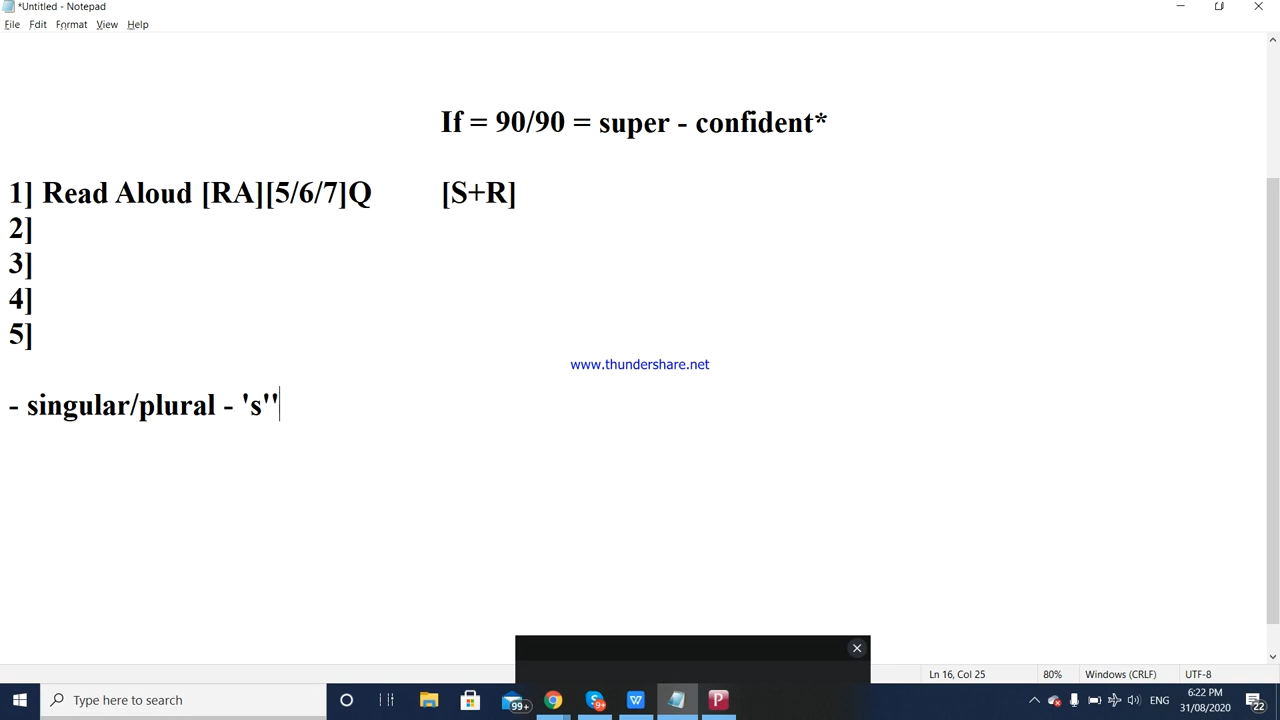 *Untitled - Notepad
File Edit Format View Help
If = 90/90 = super - confident*
1] Read Aloud [RA][5/6/7]Q [S+R]
2]
3]
4]
5]
www.thundershare.net
- singular/plural - 's''
Ln 16, Col 25 80% Windows (CRLF) UTF-8
Type here to search 99+ 9+ W P ENG 6:22 PM 31/08/2020 22